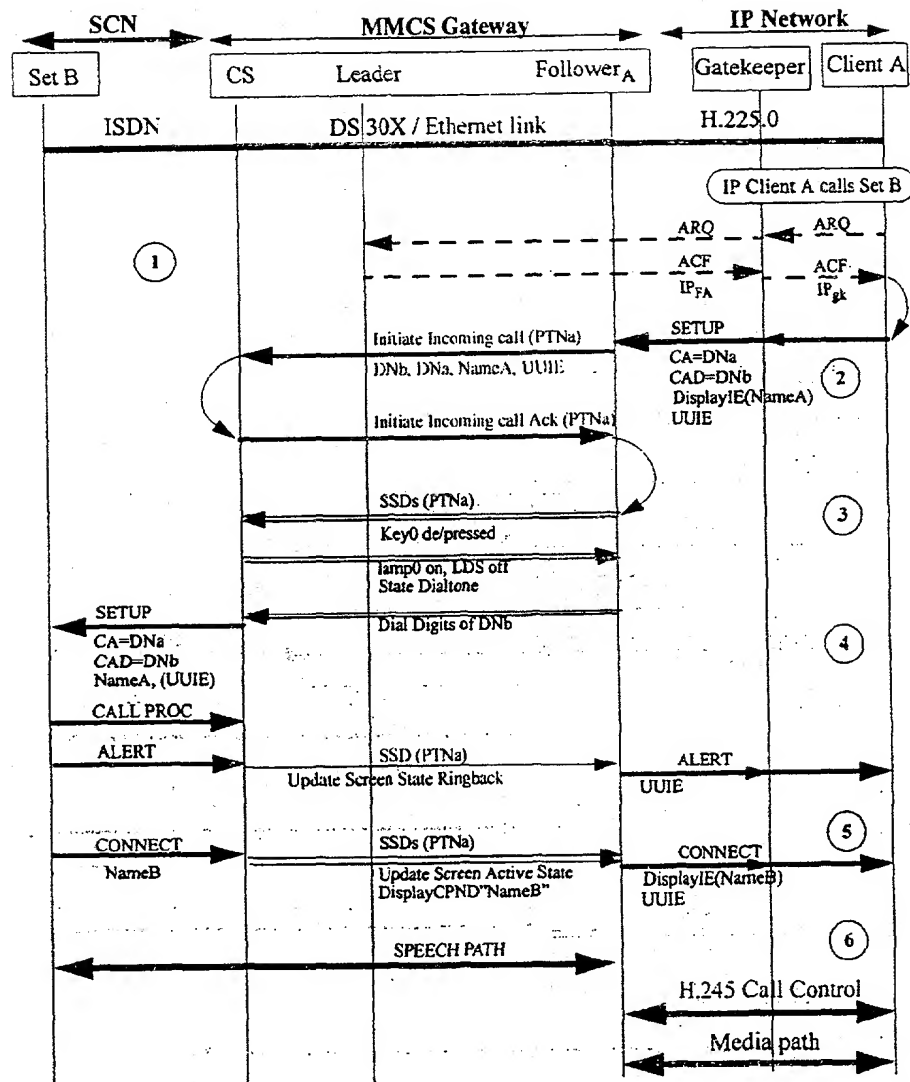 SCN MMCS Gateway IP Network
Set B CS Leader FollowerA Gatekeeper Client A
ISDN DS 30X / Ethernet link H.225.0
IP Client A calls Set B
ARQ ARQ
1
ACF ACF
IPFA IPgk
SETUP
Initiate Incoming call (PTNa)
DNb, DNa, NameA, UUIE
CA=DNa
CAD=DNb
DisplayIE(NameA)
UUIE
2
Initiate Incoming call Ack (PTNa)
SSDs (PTNa)
Key0 de/pressed
3
lamp0 on, LDS off
State Dialtone
SETUP
Dial Digits of DNb
CA=DNa
CAD=DNb
NameA, (UUIE)
4
CALL PROC
ALERT SSD (PTNa) ALERT
Update Screen State Ringback UUIE
5
CONNECT SSDs (PTNa) CONNECT
NameB
Update Screen Active State
DisplayCPND"NameB"
DisplayIE(NameB)
UUIE
6
SPEECH PATH
H.245 Call Control
Media path